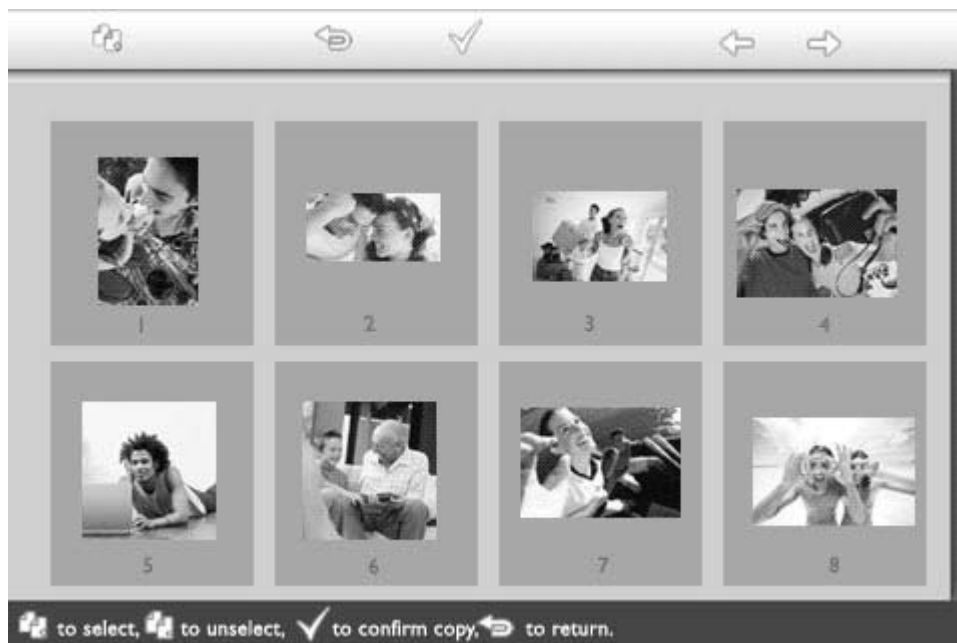 1 2 3 4
5 6 7 8
to select, to unselect, to confirm copy, to return.